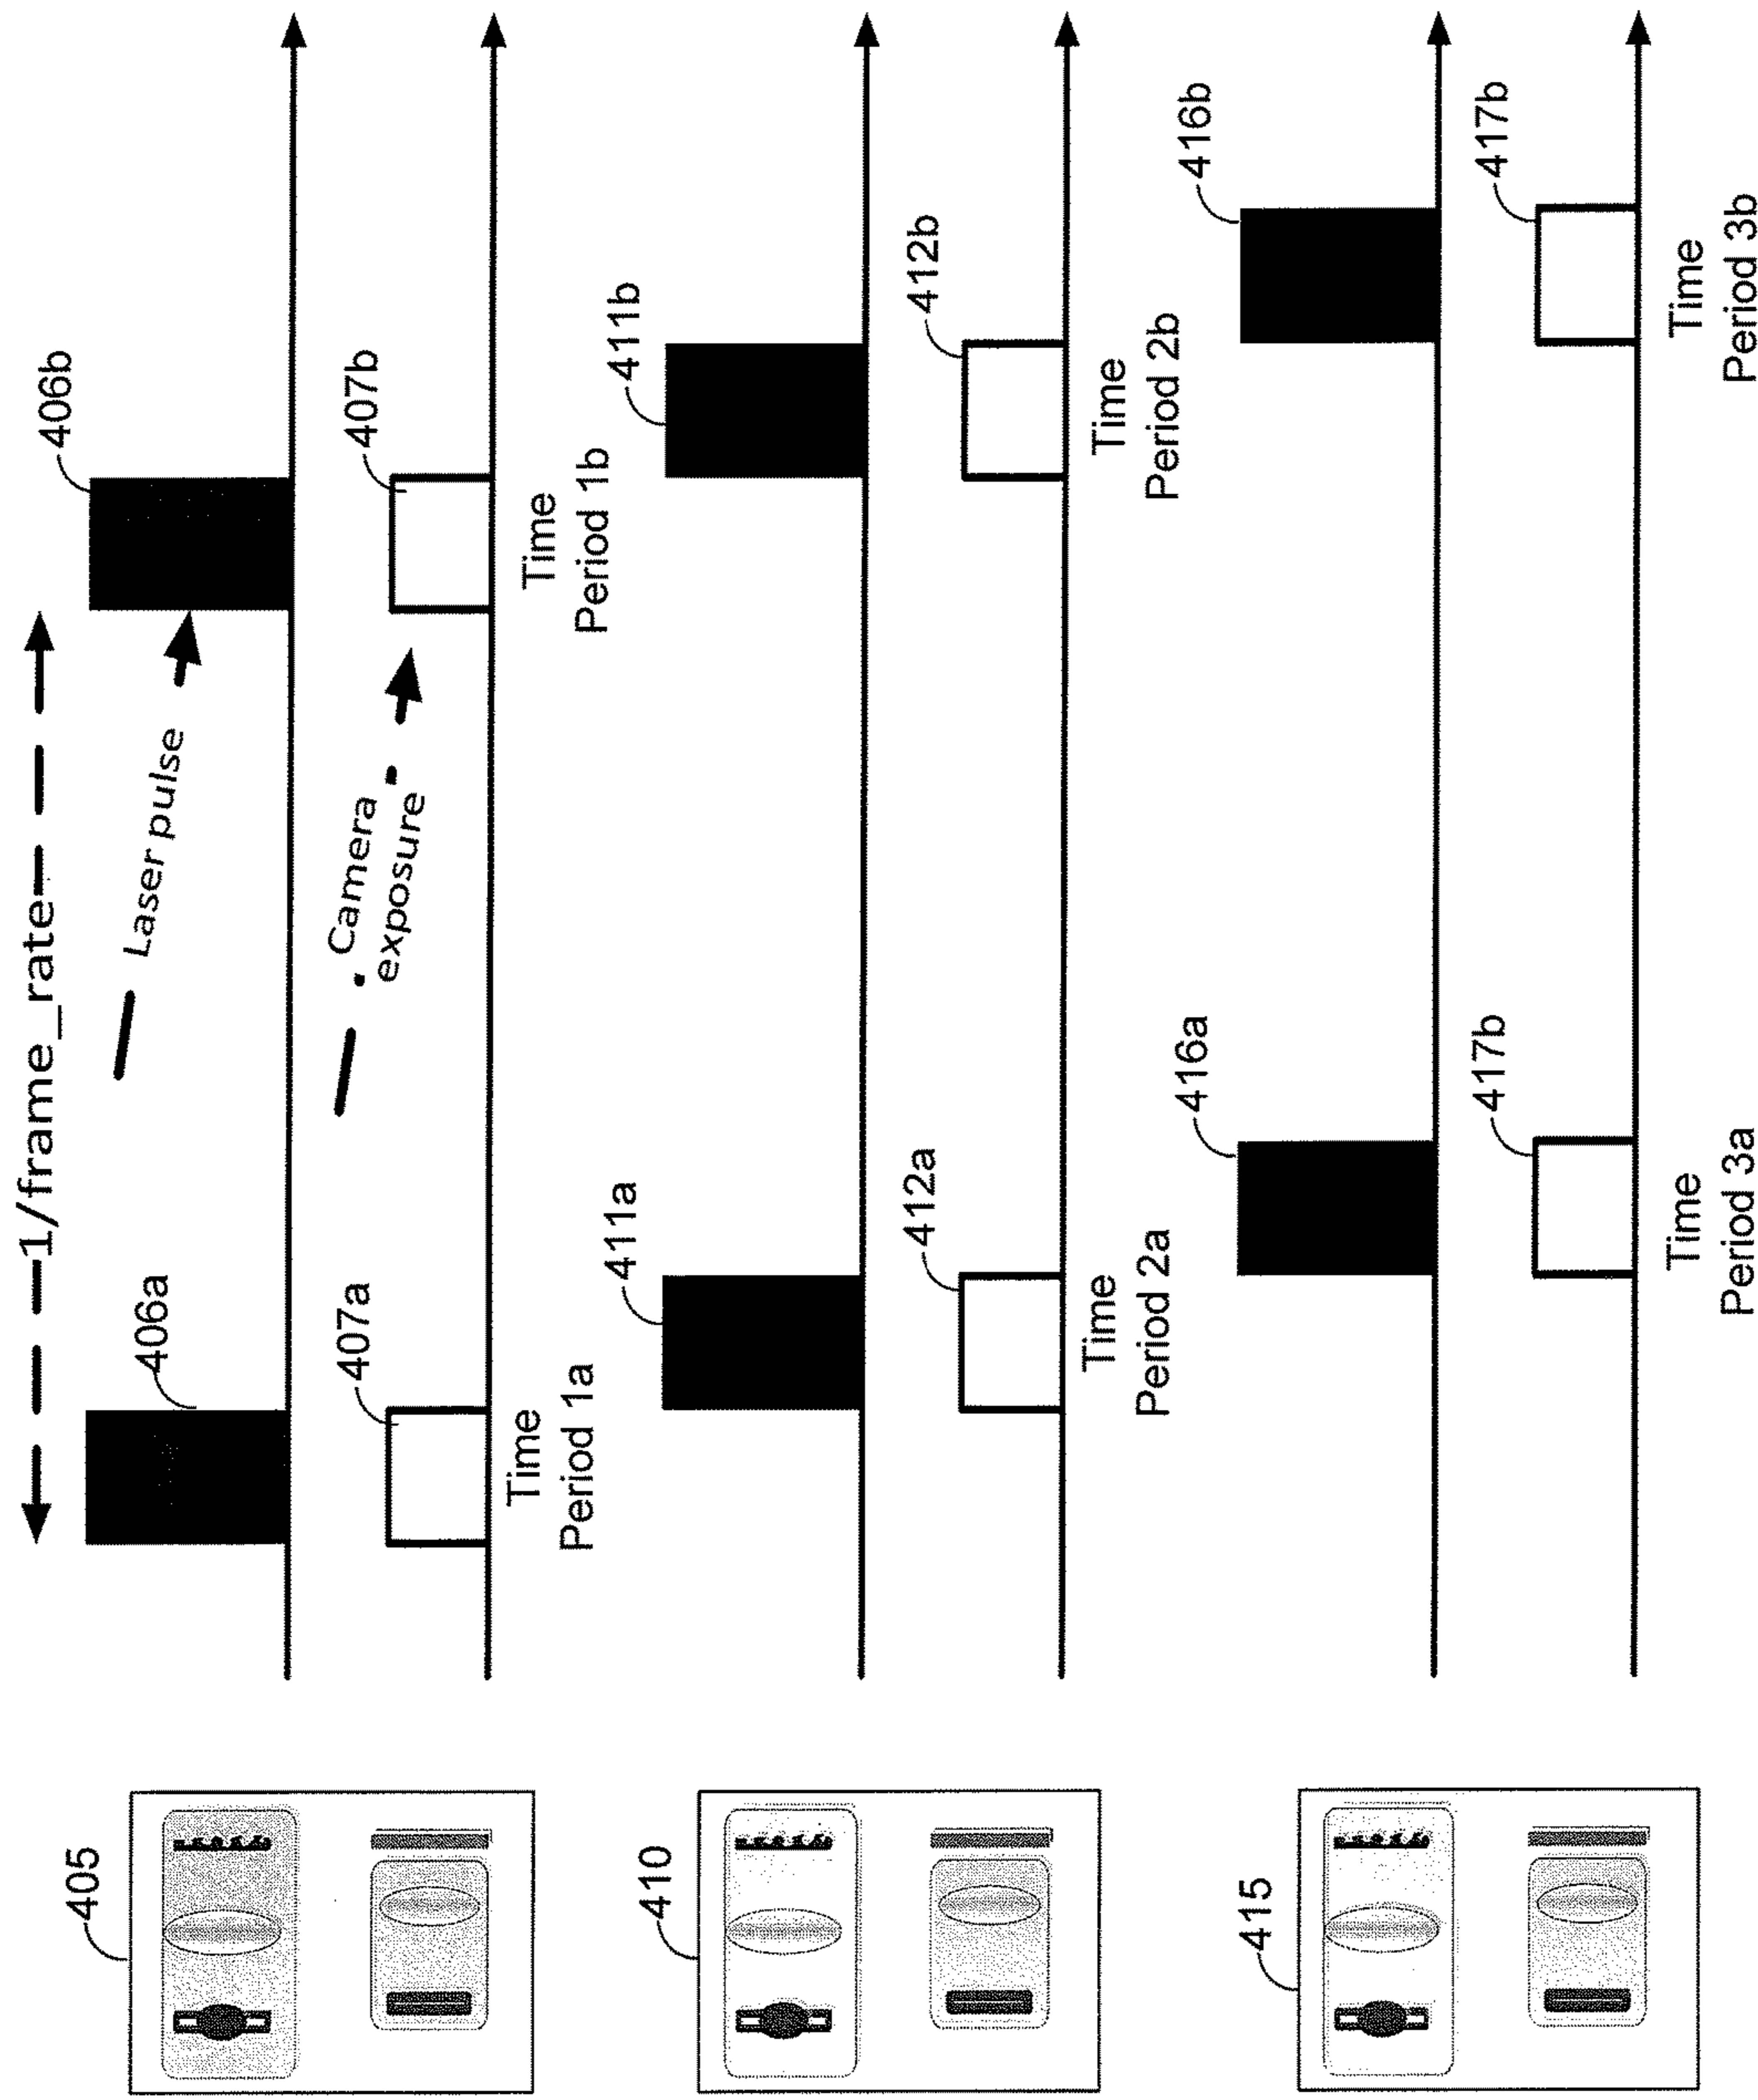 1/frame_rate
405
406a
Laser pulse
406b
407a
Camera
exposure
407b
Time
Period 1a
Time
Period 1b
410
411a
411b
412a
412b
Time
Period 2a
Time
Period 2b
415
416a
416b
417b
417b
Time
Period 3a
Time
Period 3b